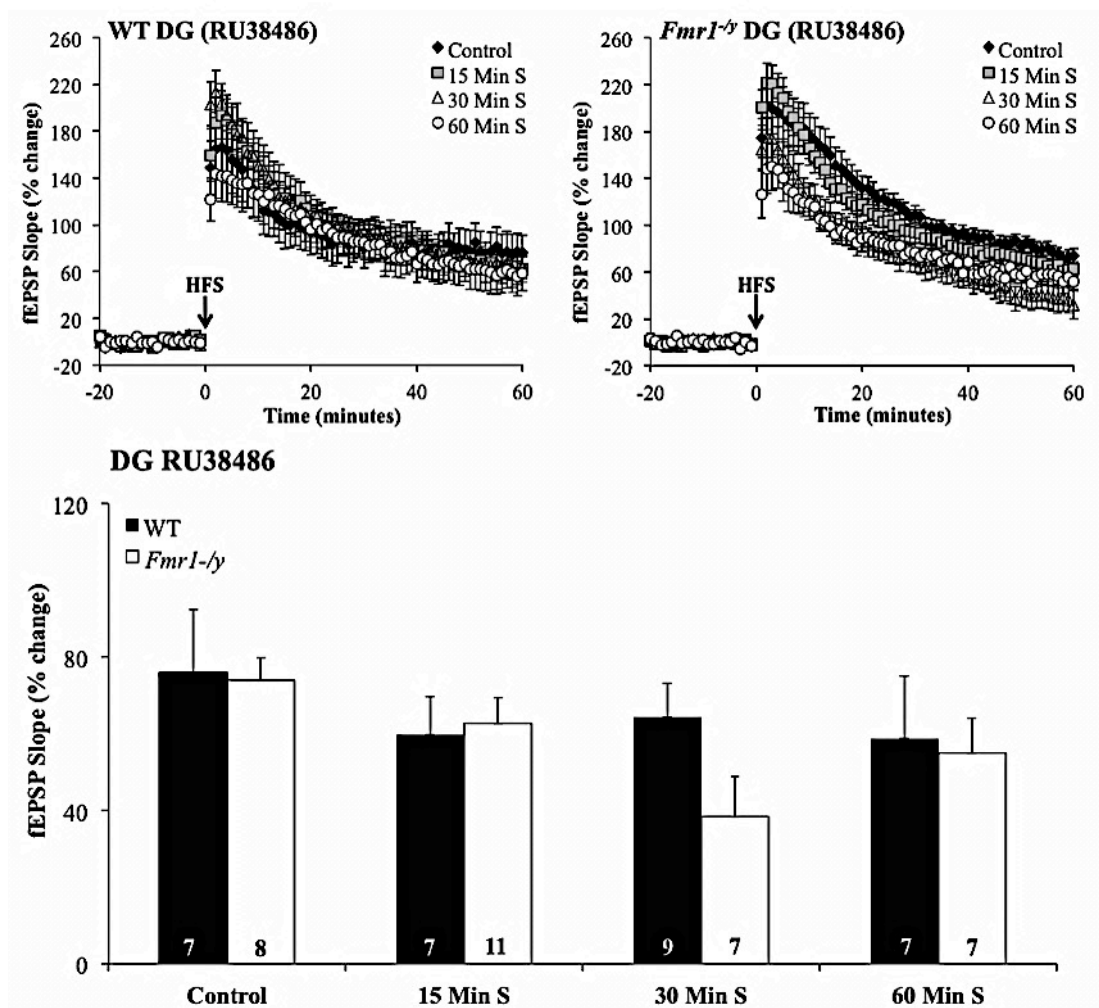 WT DG (RU38486)
fEPSP Slope (% change)
260
220
180
140
100
60
20
-20
◆ Control
15 Min S
30 Min S
60 Min S
HFS
-20 0 20 40 60
Time (minutes)
Fmr1-/y DG (RU38486)
fEPSP Slope (% change)
260
220
180
140
100
60
20
-20
Control
15 Min S
30 Min S
60 Min S
HFS
-20 0 20 40 60
Time (minutes)
DG RU38486
fEPSP Slope (% change)
120
80
40
0
WT
Fmr1-/y
7 8 7 11 9 7 7 7
Control 15 Min S 30 Min S 60 Min S